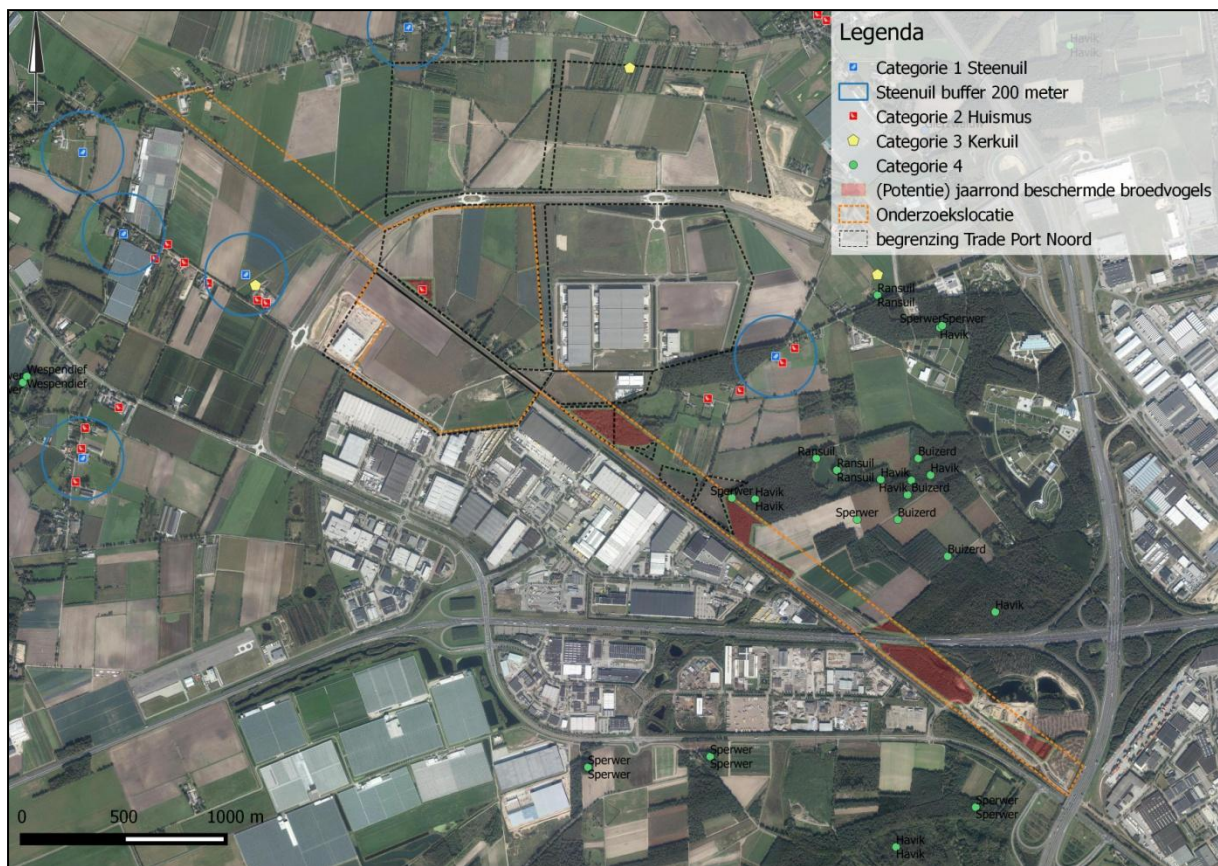 Legenda
Categorie 1 Steenuil
Steenuil buffer 200 meter
Categorie 2 Huismus
Categorie 3 Kerkuil
Categorie 4
(Potentie) jaarrond beschermde broedvogels
Onderzoekslocatie
begrenzing Trade Port Noord
Havik
Havik
Ransuil
Ransuil
Sperwer
Sperwer
Havik
Wespendief
Wespendief
Ransuil
Ransuil
Ransuil
Havik
Buizerd
Havik
Havik
Buizerd
Sperwer
Havik
Havik
Sperwer
Buizerd
Buizerd
Havik
Sperwer
Sperwer
Sperwer
Sperwer
Sperwer
Sperwer
Havik
Havik
0 500 1000 m